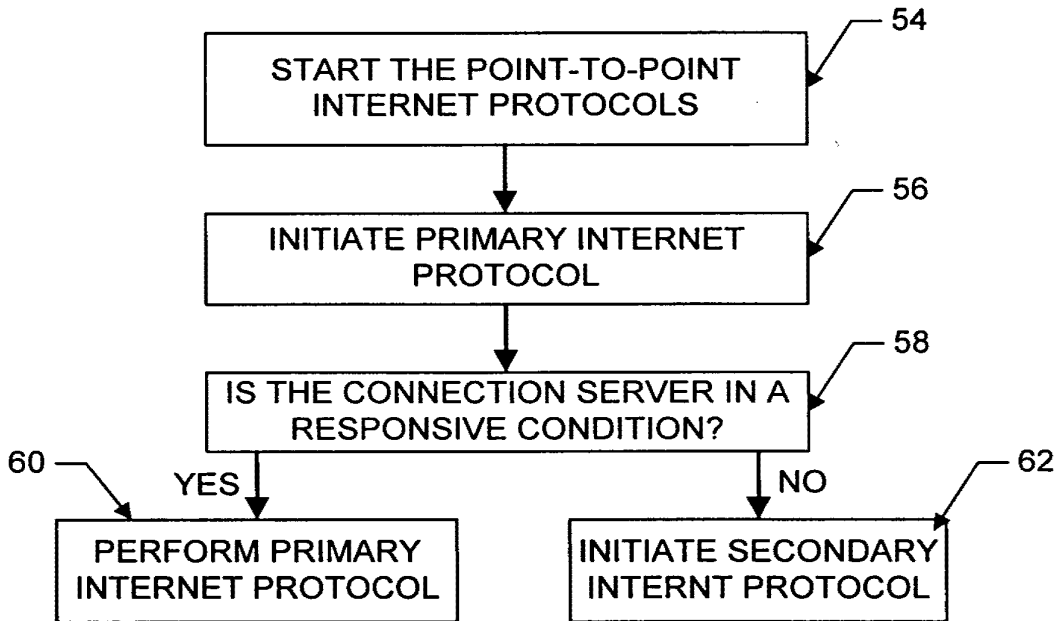 54
START THE POINT-TO-POINT
INTERNET PROTOCOLS
56
INITIATE PRIMARY INTERNET
PROTOCOL
58
IS THE CONNECTION SERVER IN A
RESPONSIVE CONDITION?
60
YES
NO
62
PERFORM PRIMARY
INTERNET PROTOCOL
INITIATE SECONDARY
INTERNT PROTOCOL